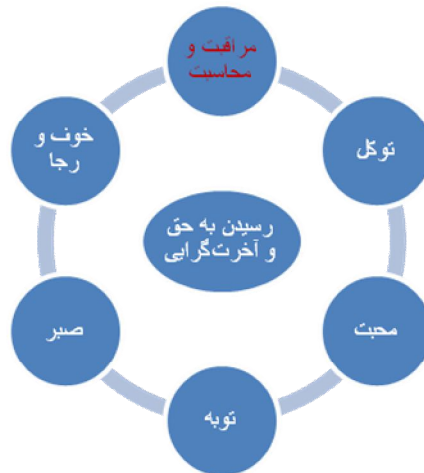 مراقبت و
محاسبت
توکل
محبت
توبه
صبر
خوف و
رجا
رسیدن به حق
و آخرت‌گرایی